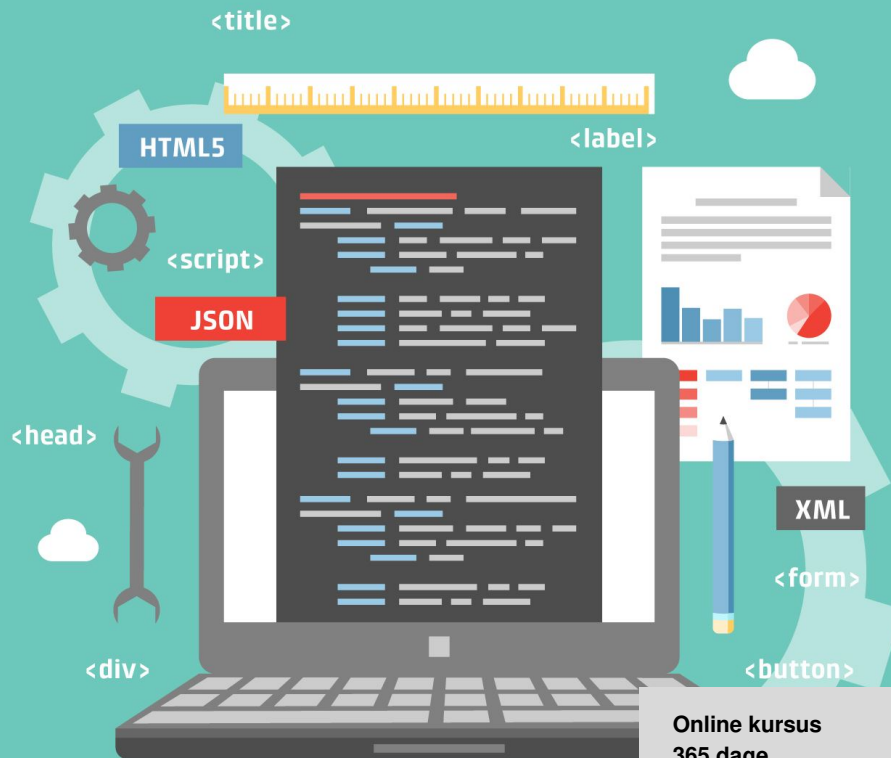 <title>
<label>
HTML5
<script>
JSON
<head>
XML
<form>
<div>
<button>
Online kursus
365 dage